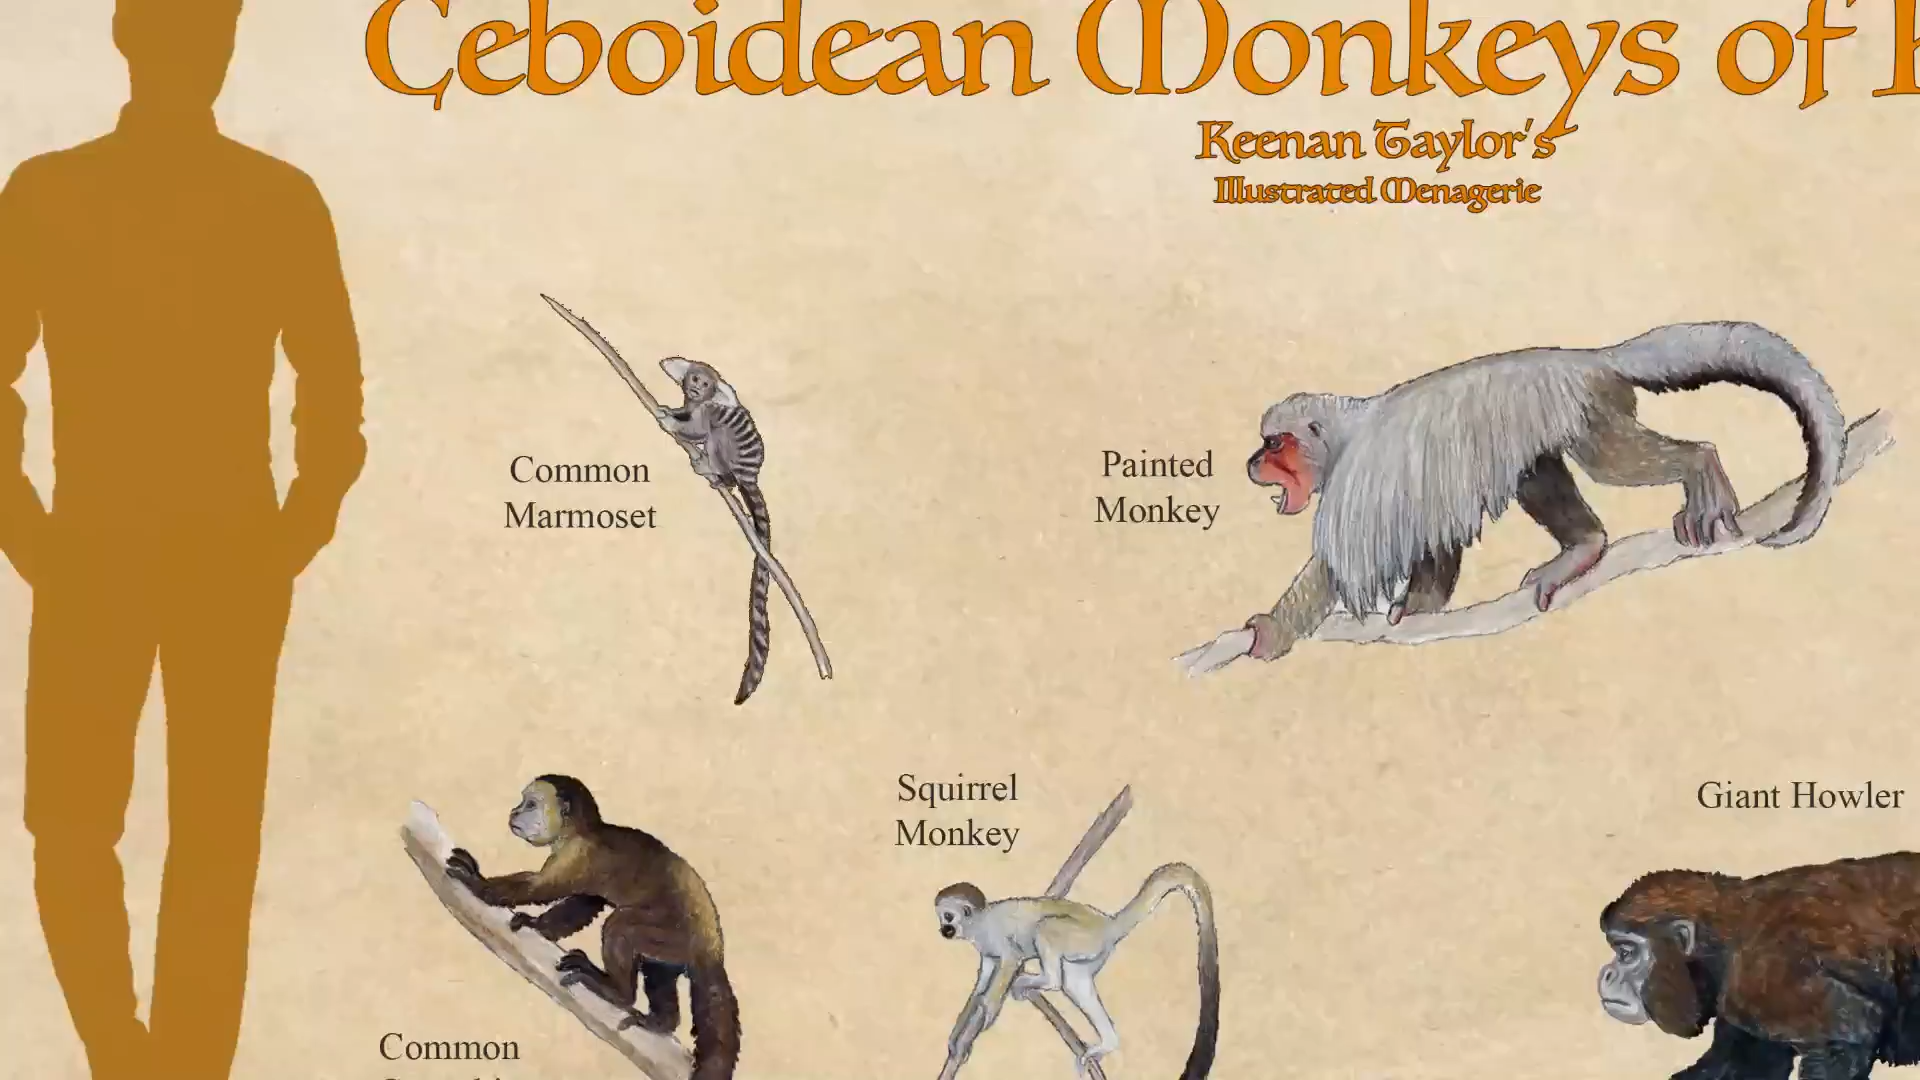 Ceboidean Monkeys of
Keenan Taylor's
Illustrated Menagerie
Common
Marmoset
Painted
Monkey
Squirrel
Monkey
Giant Howler
Common